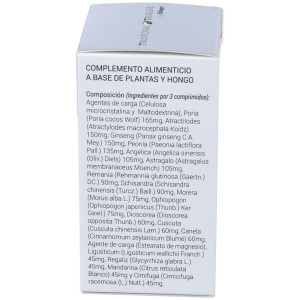 COMPLEMENTO ALIMENTICIO
A BASE DE PLANTAS Y HONGO
Composición (Ingredientes por 3 comprimidos):
Agentes de carga (Celulosa
microcristalina y Maltodextrina), Poria
(Poria cocos Wolf) 165mg, Atractilodes
(Atractylodes macrocephala Koidz)
150mg, Ginseng (Panax ginseng C.A.
Mey.) 150mg, Peonía (Paeonia lactiflora
Pall.) 135mg, Angelica (Angelica sinensis
(Oliv.) Diels) 105mg, Astragalo (Astragalus
membranaceus Moench) 105mg,
Remania (Rehmannia glutinosa (Gaertn.)
DC.) 90mg, Schisandra (Schisandra
chinensis (Turcz.) Baill.) 90mg, Morera
(Morus alba L.) 75mg, Ophiopogon
(Ophiopogon japonicus (Thunb.) Ker
Gawl.) 75mg, Dioscorea (Dioscorea
opposita Thunb.) 60mg, Cuscuta
(Cuscuta chinensis Lam.) 60mg, Canela
(Cinnamomum zeylanicum Blume) 60mg,
Agente de carga (Estearato de magnesio),
Ligusticum (Ligusticum wallichii Franch.)
45mg, Regaliz (Glycyrrhiza glabra L.)
45mg, Mandarina (Citrus reticulata
Blanco) 45mg y Cimifuga (Cimicifuga
racemosa (L.) Nutt.) 45mg.